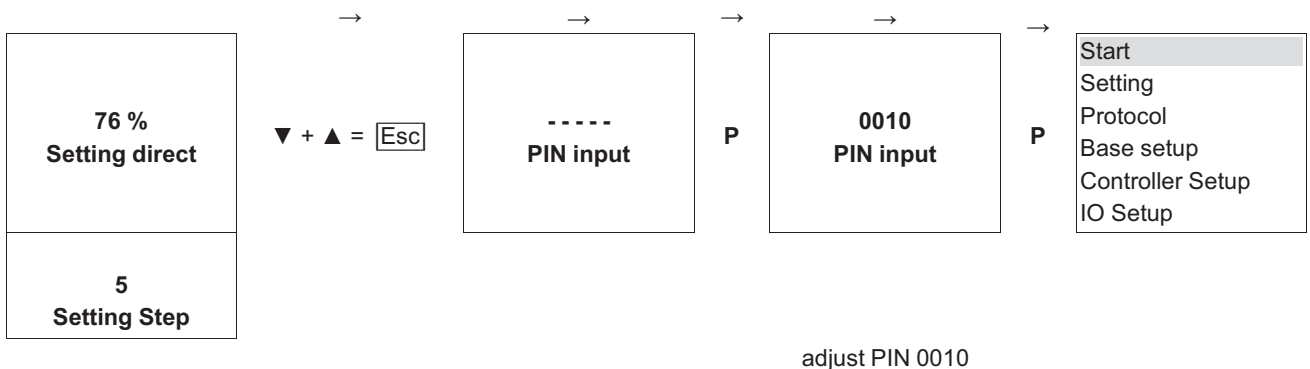 → → → → →
76 %
Setting direct
▼ + ▲ = Esc
- - - - -
PIN input
P
0010
PIN input
P
Start
Setting
Protocol
Base setup
Controller Setup
IO Setup
5
Setting Step
adjust PIN 0010